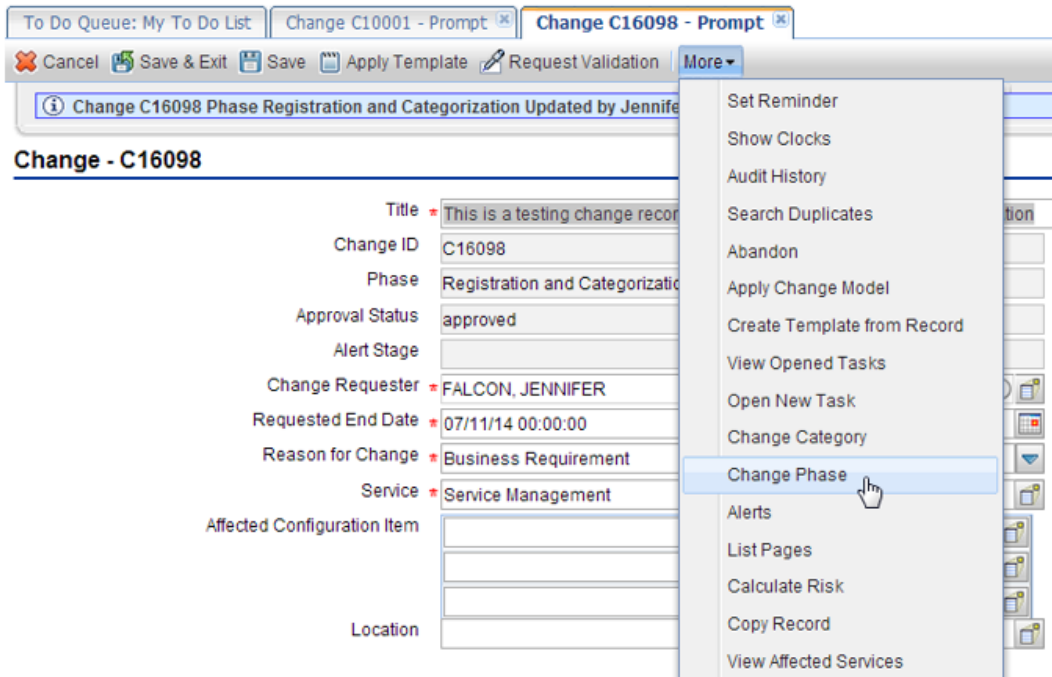 To Do Queue: My To Do List
Change C10001 - Prompt
Change C16098 - Prompt
Cancel Save & Exit Save Apply Template Request Validation More
Change C16098 Phase Registration and Categorization Updated by Jennife
Change - C16098
Title * This is a testing change recor tion
Change ID C16098
Phase Registration and Categorizatio
Approval Status approved
Alert Stage
Change Requester * FALCON, JENNIFER
Requested End Date * 07/11/14 00:00:00
Reason for Change * Business Requirement
Service * Service Management
Affected Configuration Item
Location
Set Reminder
Show Clocks
Audit History
Search Duplicates
Abandon
Apply Change Model
Create Template from Record
View Opened Tasks
Open New Task
Change Category
Change Phase
Alerts
List Pages
Calculate Risk
Copy Record
View Affected Services